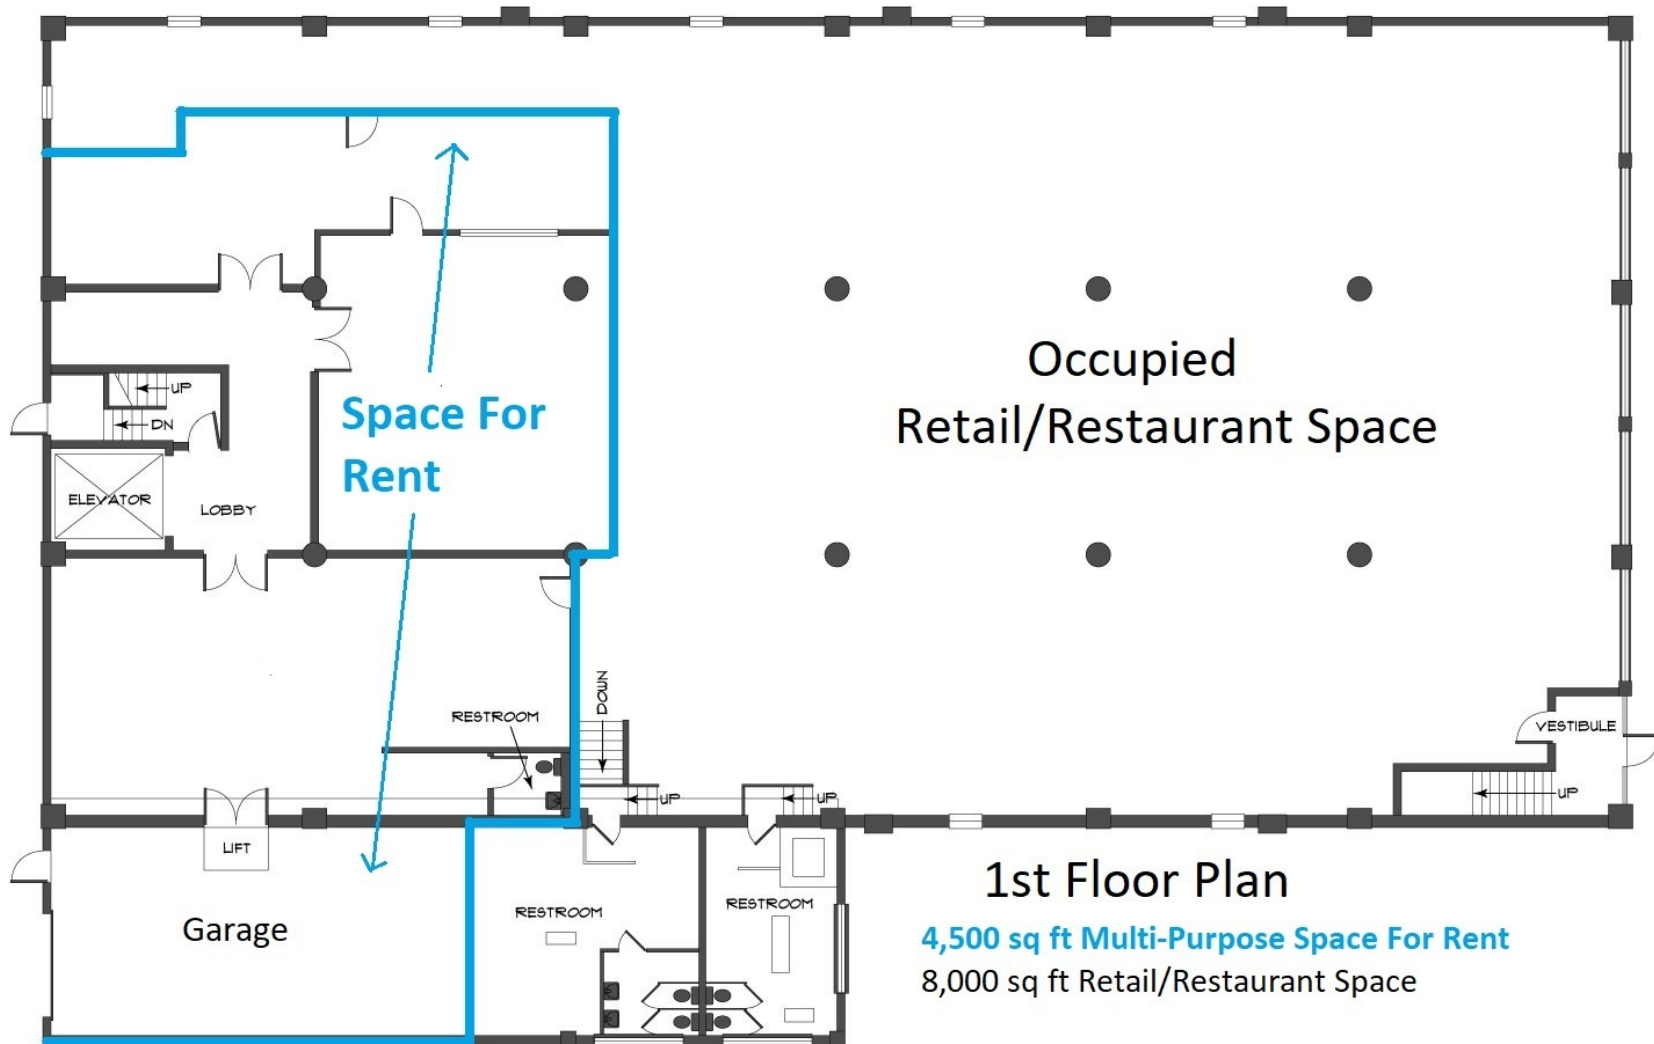 UP
DN
Space For
Rent
Occupied
Retail/Restaurant Space
ELEVATOR
LOBBY
DOWN
RESTROOM
VESTIBULE
UP
UP
UP
LIFT
Garage
RESTROOM
RESTROOM
1st Floor Plan
4,500 sq ft Multi-Purpose Space For Rent
8,000 sq ft Retail/Restaurant Space